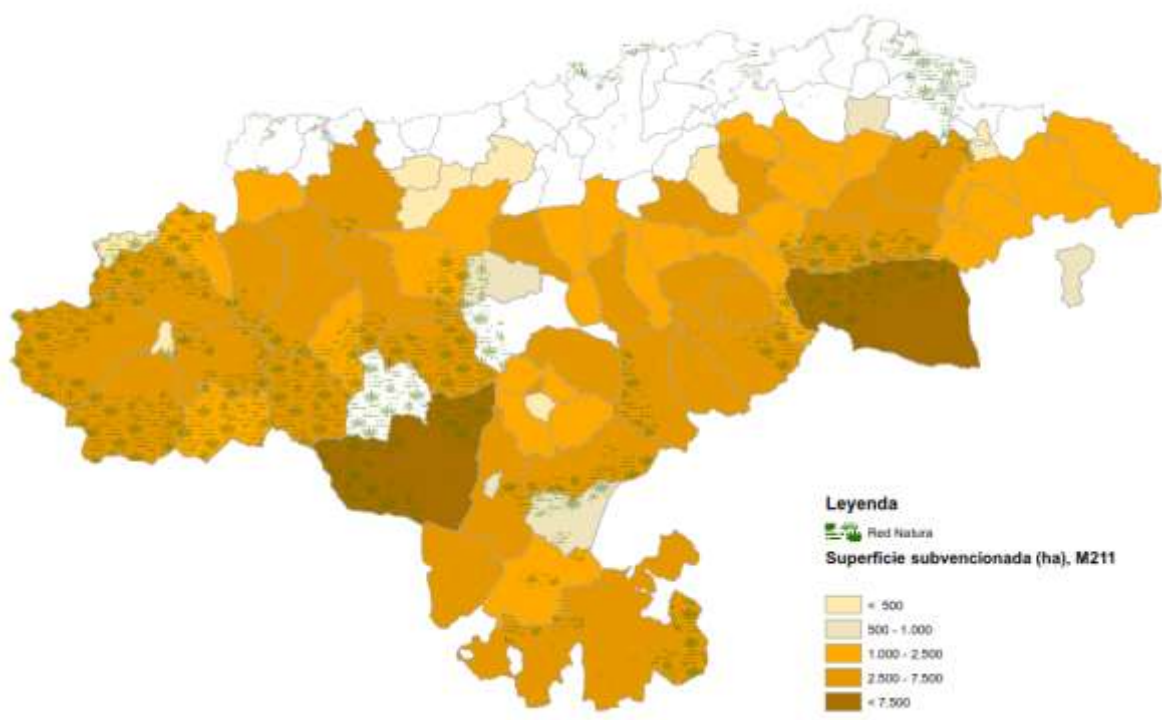 Leyenda
Red Natura
Superficie subvencionada (ha), M211
< 500
500 - 1.000
1.000 - 2.500
2.500 - 7.500
< 7.500